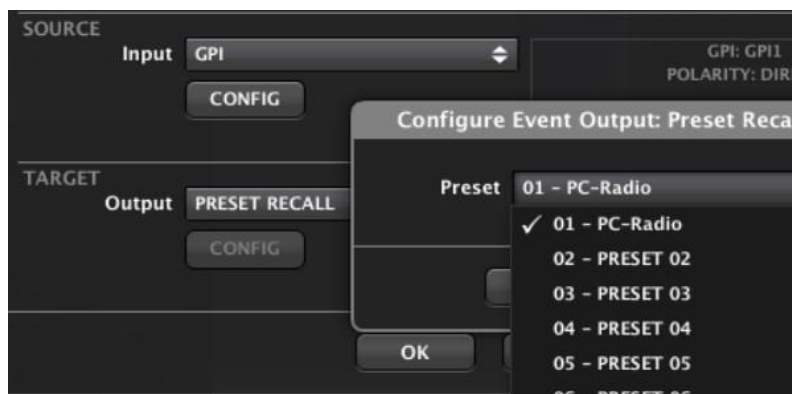 SOURCE
Input GPI
GPI: GPI1
POLARITY: DIR
CONFIG
Configure Event Output: Preset Reca
TARGET
Output PRESET RECALL
Preset 01 – PC-Radio
CONFIG
✓ 01 – PC-Radio
02 – PRESET 02
03 – PRESET 03
04 – PRESET 04
OK
05 – PRESET 05